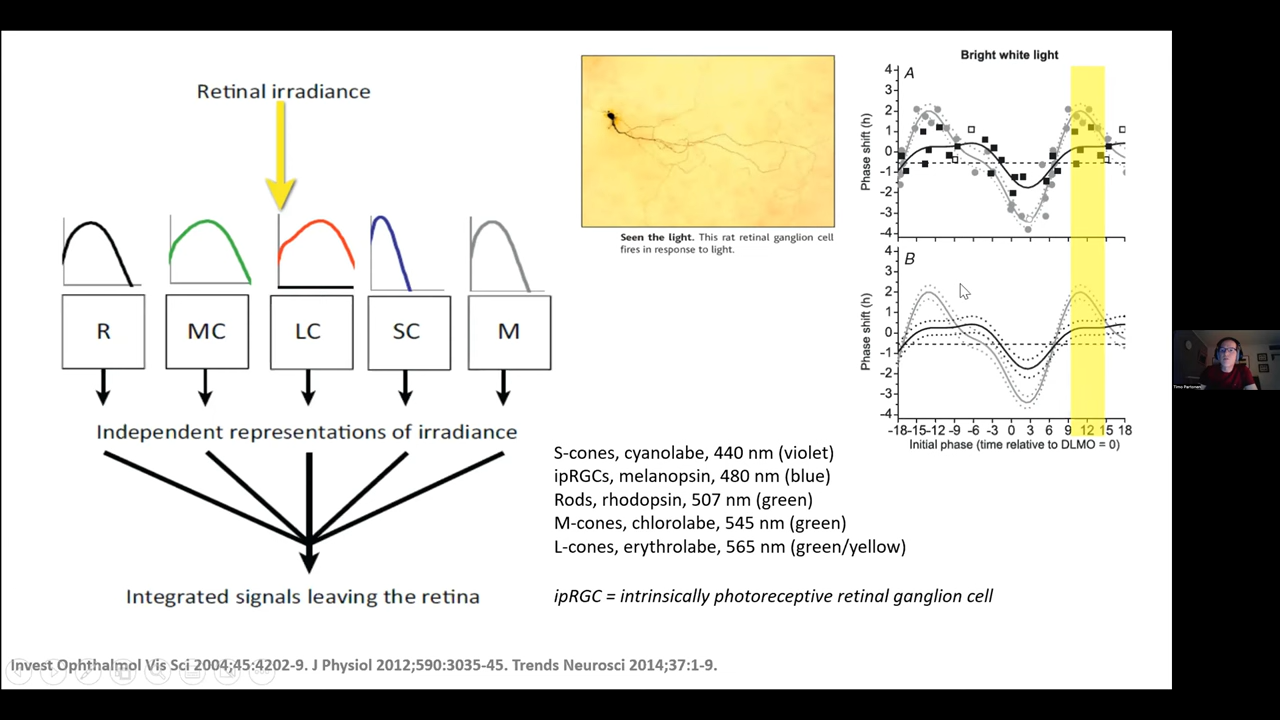 Retinal irradiance
R
MC
LC
SC
M
Independent representations of irradiance
Integrated signals leaving the retina
Seen the light. This rat retinal ganglion cell
fires in response to light.
Bright white light
A
Phase shift (h)
4
3
2
1
0
-1
-2
-3
-4
B
Phase shift (h)
4
3
2
1
0
-1
-2
-3
-4
-18 -15 -12 -9 -6 -3 0 3 6 9 12 15 18
Initial phase (time relative to DLMO = 0)
S-cones, cyanolabe, 440 nm (violet)
ipRGCs, melanopsin, 480 nm (blue)
Rods, rhodopsin, 507 nm (green)
M-cones, chlorolabe, 545 nm (green)
L-cones, erythrolabe, 565 nm (green/yellow)
ipRGC = intrinsically photoreceptive retinal ganglion cell
Invest Ophthalmol Vis Sci 2004;45:4202-9. J Physiol 2012;590:3035-45. Trends Neurosci 2014;37:1-9.
Timo Partonen